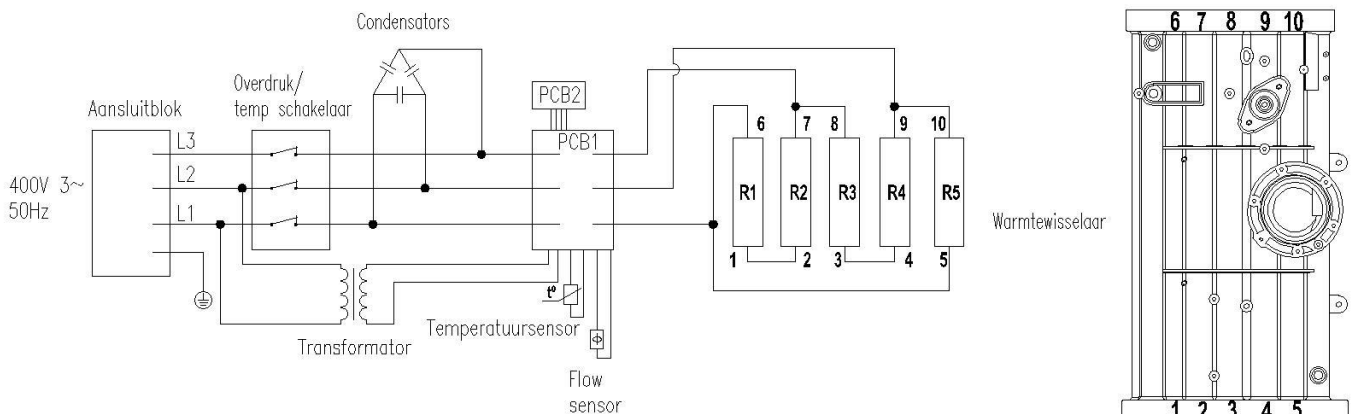 Condensators
Overdruk/
temp schakelaar
Aansluitblok
PCB2
PCB1
L3
L2
L1
400V 3~
50Hz
6 7 8 9 10
R1 R2 R3 R4 R5
1 2 3 4 5
t°
Temperatuursensor
Transformator
Flow
sensor
Warmtewisselaar
6 7 8 9 10
1 2 3 4 5